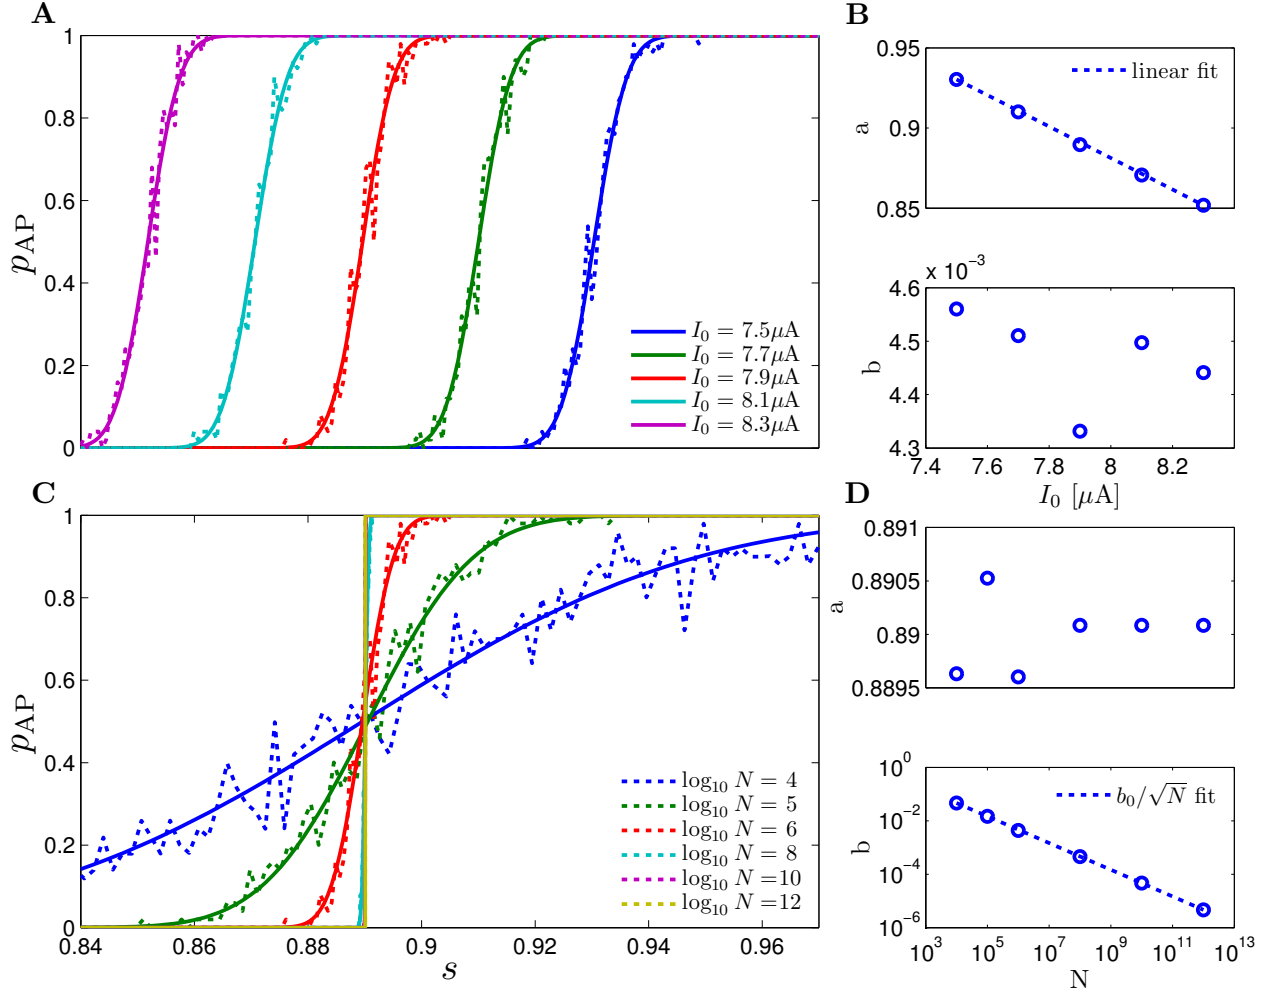 A
1
0.8
0.6
0.4
0.2
0
p_AP
I_0 = 7.5μA
I_0 = 7.7μA
I_0 = 7.9μA
I_0 = 8.1μA
I_0 = 8.3μA
B
0.95
0.9
0.85
a
linear fit
x 10^−3
4.6
4.5
4.4
4.3
b
7.4 7.6 7.8 8 8.2
I_0 [μA]
C
1
0.8
0.6
0.4
0.2
0
p_AP
log_10 N = 4
log_10 N = 5
log_10 N = 6
log_10 N = 8
log_10 N =10
log_10 N =12
0.84 0.86 0.88 0.9 0.92 0.94 0.96
s
D
0.891
0.8905
0.89
0.8895
a
10^0
10^−2
10^−4
10^−6
b
b_0/√N fit
10^3 10^5 10^7 10^9 10^11 10^13
N